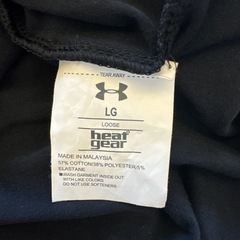 TEAR AWAY
LG
LOOSE
heat
gear
MADE IN MALAYSIA
57% COTTON/38% POLYESTER/5%
ELASTANE
WASH GARMENT INSIDE OUT
WITH LIKE COLORS
DO NOT USE SOFTENERS